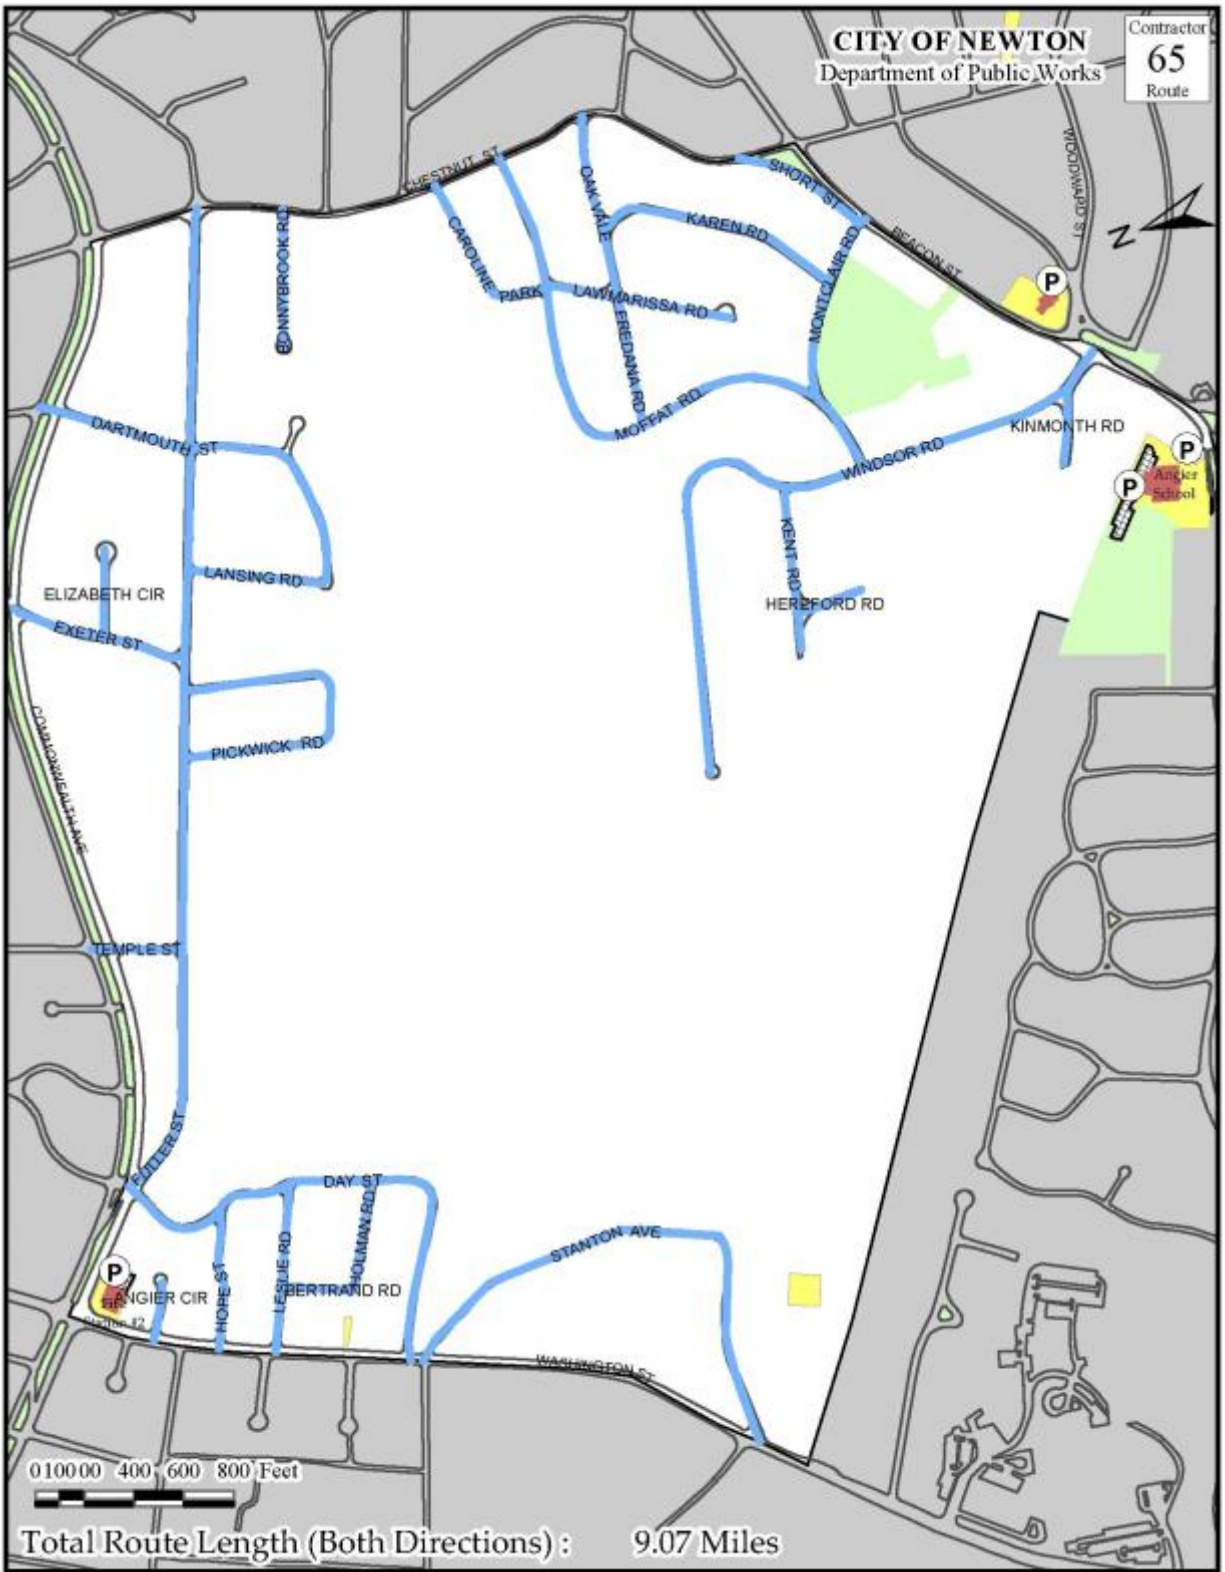 CITY OF NEWTON
Department of Public Works
Contractor
65
Route
WOODWARD ST
CHESTNUT ST
SHORT ST
OAK VALE
KAREN RD
BONNYBROOK RD
CAROLINE
PARK
BEACON ST
N
P
LAWMARISSA RD
MONTCLAIR RD
FREDANA RD
DARTMOUTH ST
MOFFAT RD
KINMONTH RD
WINDSOR RD
P
P
Angier
School
KENT RD
LANSING RD
ELIZABETH CIR
HEREFORD RD
EXETER ST
COMMONWEALTH AVE
PICKWICK RD
TEMPLE ST
FULLER ST
DAY ST
HOLMAN RD
STANTON AVE
P
LESLIE RD
HOPE ST
ANGIER CIR
BERTRAND RD
Station #2
WASHINGTON ST
0 100 00 400 600 800 Feet
Total Route Length (Both Directions) : 9.07 Miles